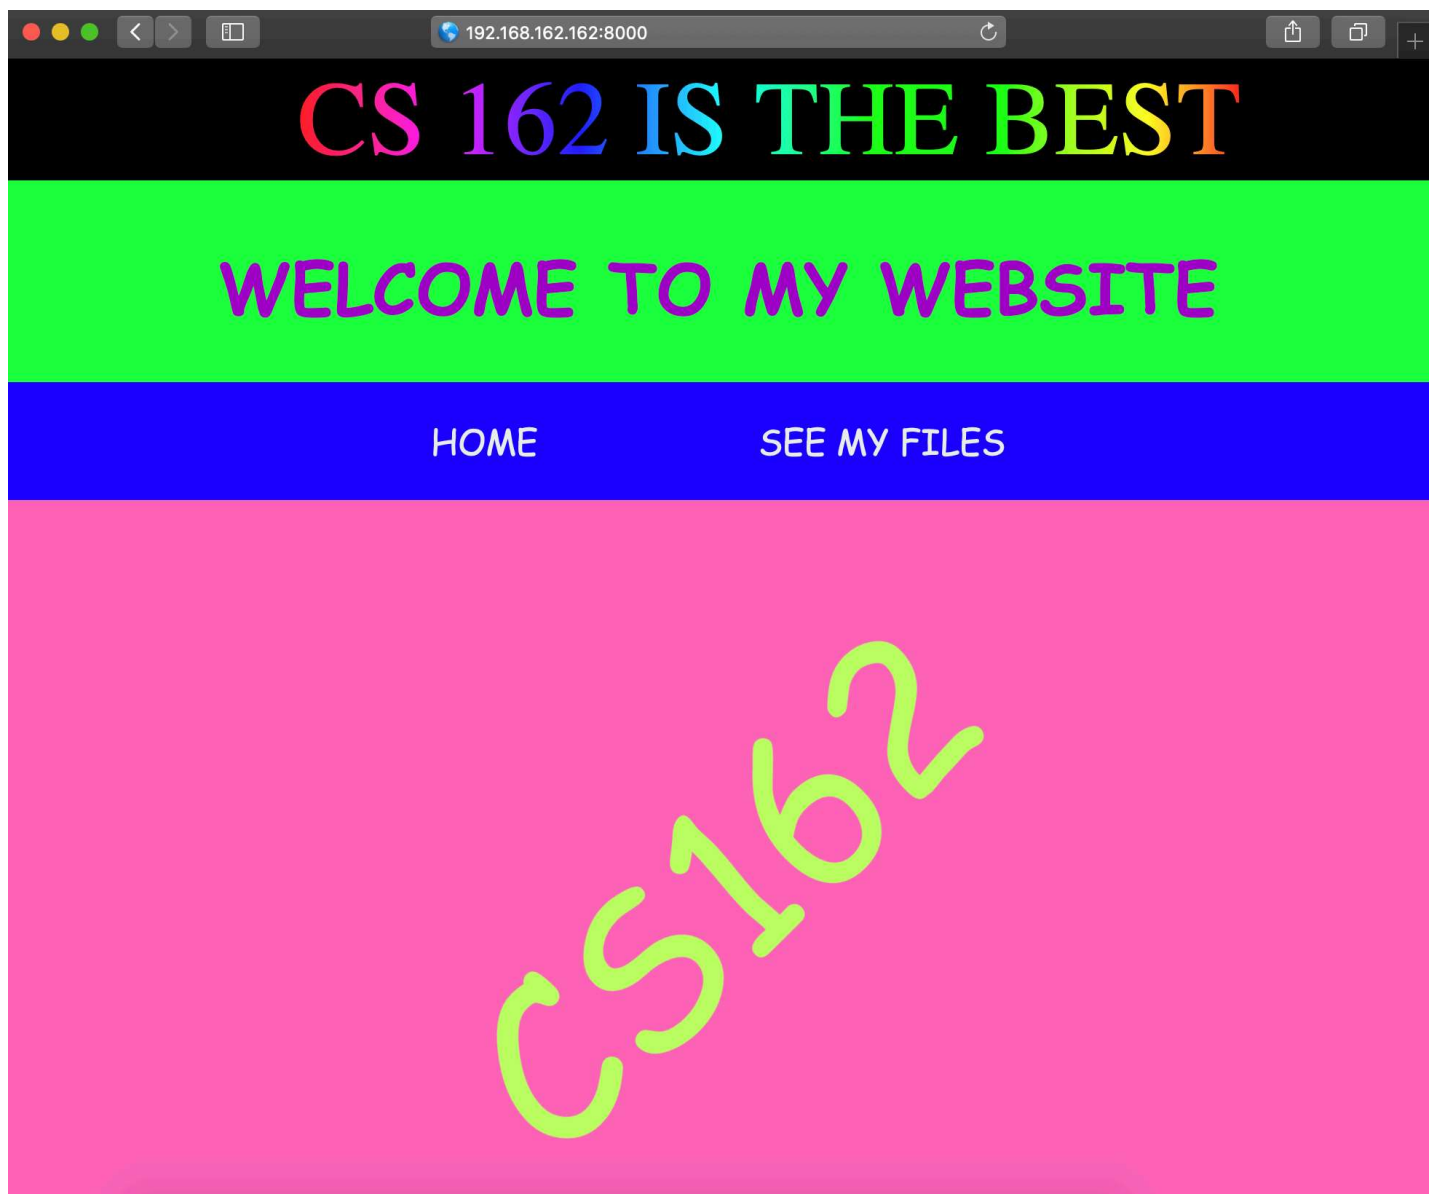 192.168.162.162:8000
CS 162 IS THE BEST
WELCOME TO MY WEBSITE
HOME SEE MY FILES
CS162